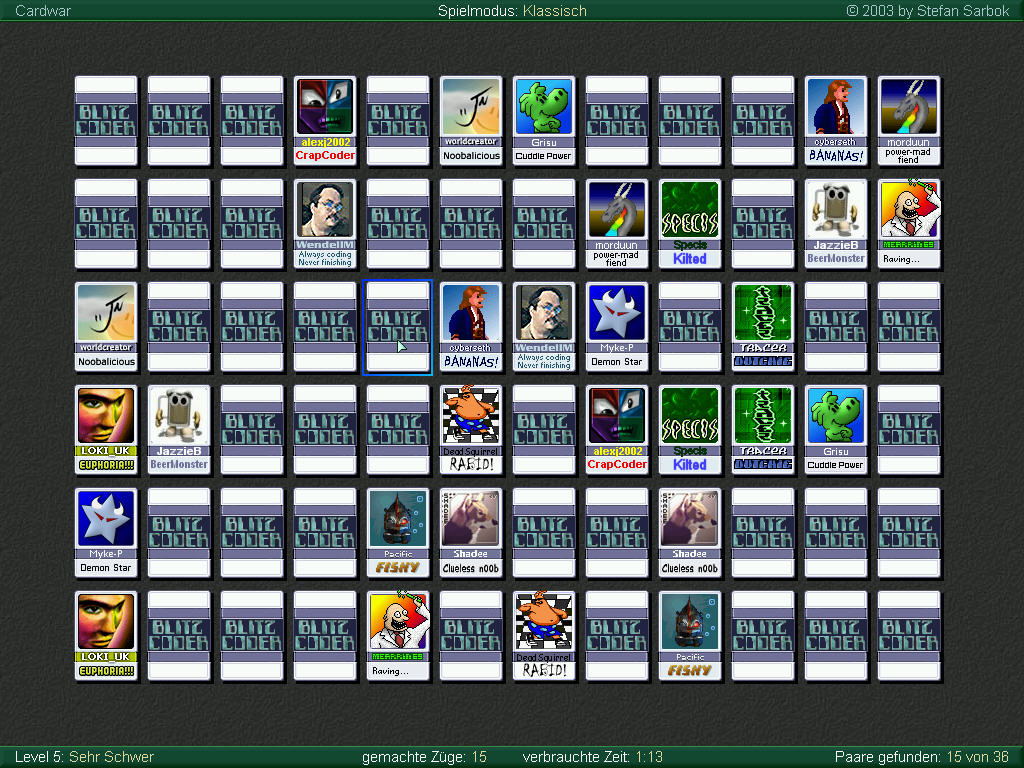 Cardwar Spielmodus: Klassisch © 2003 by Stefan Sarbok
BLITZ CODER BLITZ CODER BLITZ CODER alexj2002 CrapCoder BLITZ CODER worldcreator Noobalicious Grisu Cuddle Power BLITZ CODER BLITZ CODER BLITZ CODER cyberseth BANANAS! morduun power-mad fiend
BLITZ CODER BLITZ CODER BLITZ CODER WendellM Always coding Never finishing BLITZ CODER BLITZ CODER BLITZ CODER morduun power-mad fiend SPECIS Specis Kilted BLITZ CODER JazzieB BeerMonster MERRRINGS Raving...
worldcreator Noobalicious BLITZ CODER BLITZ CODER BLITZ CODER BLITZ CODER cyberseth BANANAS! WendellM Always coding Never finishing Myke-P Demon Star BLITZ CODER TRACER OUTCAVE BLITZ CODER BLITZ CODER
LOKI_UK EUPHORIA!!! JazzieB BeerMonster BLITZ CODER BLITZ CODER BLITZ CODER Dead Squirrel RABID! BLITZ CODER alexj2002 CrapCoder SPECIS Specis Kilted TRACER Grisu Cuddle Power BLITZ CODER
Myke-P Demon Star BLITZ CODER BLITZ CODER BLITZ CODER Pacific FISHY Shadee Clueless n00b BLITZ CODER BLITZ CODER Shadee Clueless n00b BLITZ CODER BLITZ CODER BLITZ CODER
LOKI_UK EUPHORIA!!! BLITZ CODER BLITZ CODER BLITZ CODER Raving... BLITZ CODER Dead Squirrel RABID! BLITZ CODER Pacific FISHY BLITZ CODER BLITZ CODER BLITZ CODER
Level 5: Sehr Schwer gemachte Züge: 15 verbrauchte Zeit: 1:13 Paare gefunden: 15 von 36